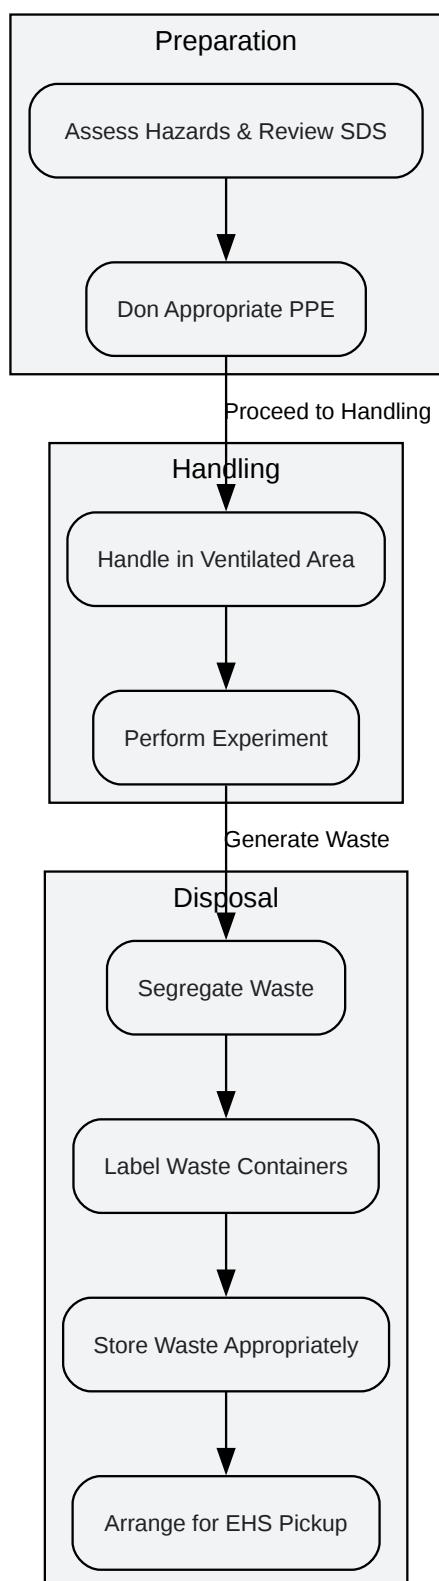 Preparation
Assess Hazards & Review SDS
Don Appropriate PPE
Proceed to Handling
Handling
Handle in Ventilated Area
Perform Experiment
Generate Waste
Disposal
Segregate Waste
Label Waste Containers
Store Waste Appropriately
Arrange for EHS Pickup